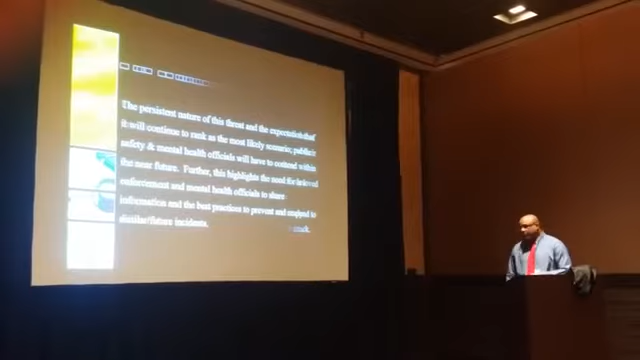 The persistent nature of this threat and the expectation that
it will continue to rank as the most likely scenario; public
safety & mental health officials will have to contend within
the near future. Further, this highlights the need for law
enforcement and mental health officials to share
information and the best practices to prevent and respond to
similar/future incidents.